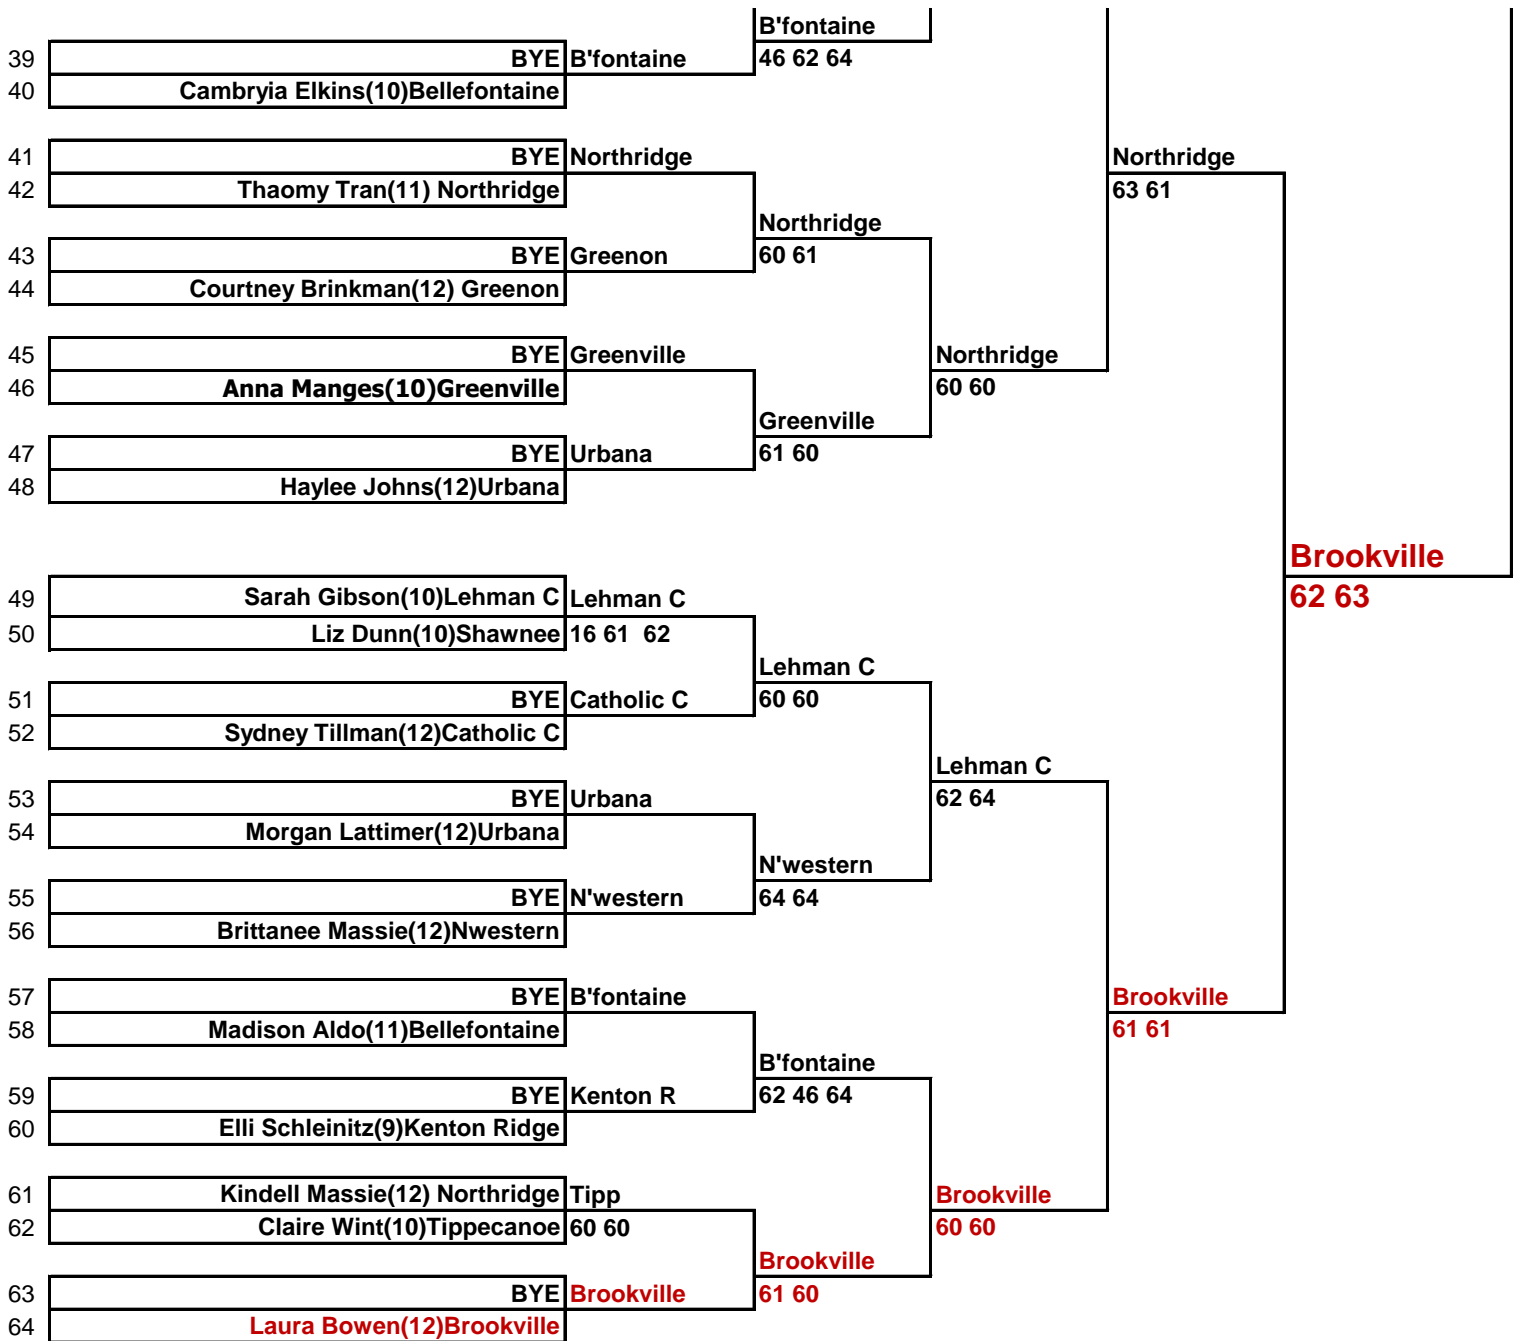 B'fontaine
39 BYE B'fontaine 46 62 64
40 Cambryia Elkins(10)Bellefontaine
41 BYE Northridge Northridge
42 Thaomy Tran(11) Northridge 63 61
Northridge
43 BYE Greenon 60 61
44 Courtney Brinkman(12) Greenon
45 BYE Greenville Northridge
46 Anna Manges(10)Greenville 60 60
Greenville
47 BYE Urbana 61 60
48 Haylee Johns(12)Urbana
Brookville
49 Sarah Gibson(10)Lehman C Lehman C 62 63
50 Liz Dunn(10)Shawnee 16 61 62
Lehman C
51 BYE Catholic C 60 60
52 Sydney Tillman(12)Catholic C
Lehman C
53 BYE Urbana 62 64
54 Morgan Lattimer(12)Urbana
N'western
55 BYE N'western 64 64
56 Brittanee Massie(12)Nwestern
57 BYE B'fontaine Brookville
58 Madison Aldo(11)Bellefontaine 61 61
B'fontaine
59 BYE Kenton R 62 46 64
60 Elli Schleinitz(9)Kenton Ridge
61 Kindell Massie(12) Northridge Tipp Brookville
62 Claire Wint(10)Tippecanoe 60 60 60 60
Brookville
63 BYE Brookville 61 60
64 Laura Bowen(12)Brookville